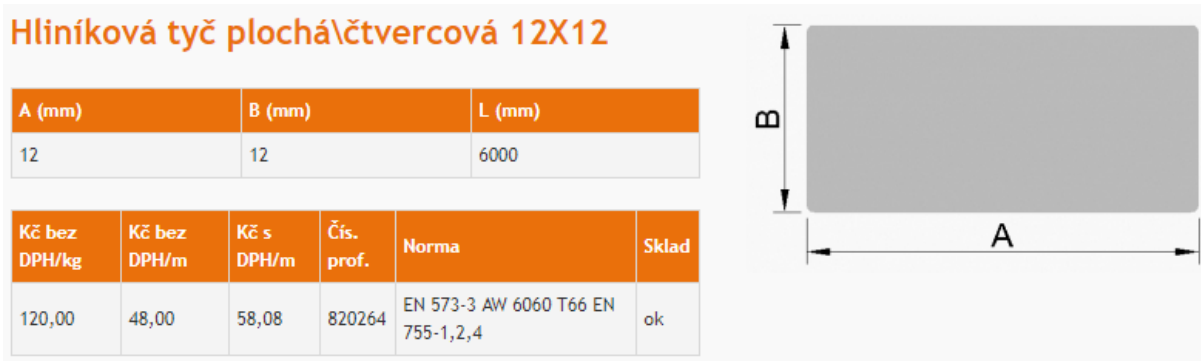 Hliníková tyč plochá\čtvercová 12X12
A (mm) B (mm) L (mm)
12 12 6000
Kč bez DPH/kg Kč bez DPH/m Kč s DPH/m Čís. prof. Norma Sklad
120,00 48,00 58,08 820264 EN 573-3 AW 6060 T66 EN 755-1,2,4 ok
B
A